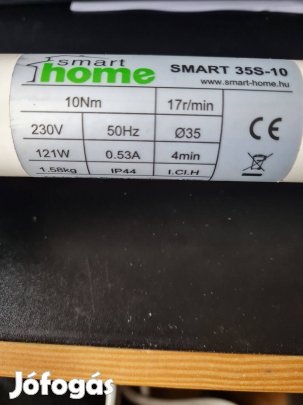 smart
home
SMART 35S-10
www.smart-home.hu
10Nm 17r/min
230V 50Hz Ø35
121W 0.53A 4min
1.58kg IP44 I.Cl.H
CE
Jófogás